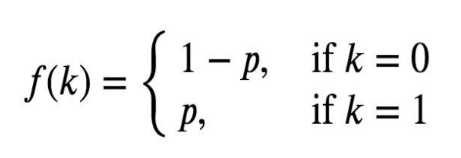 f(k) = { 1 − p, if k = 0
p, if k = 1